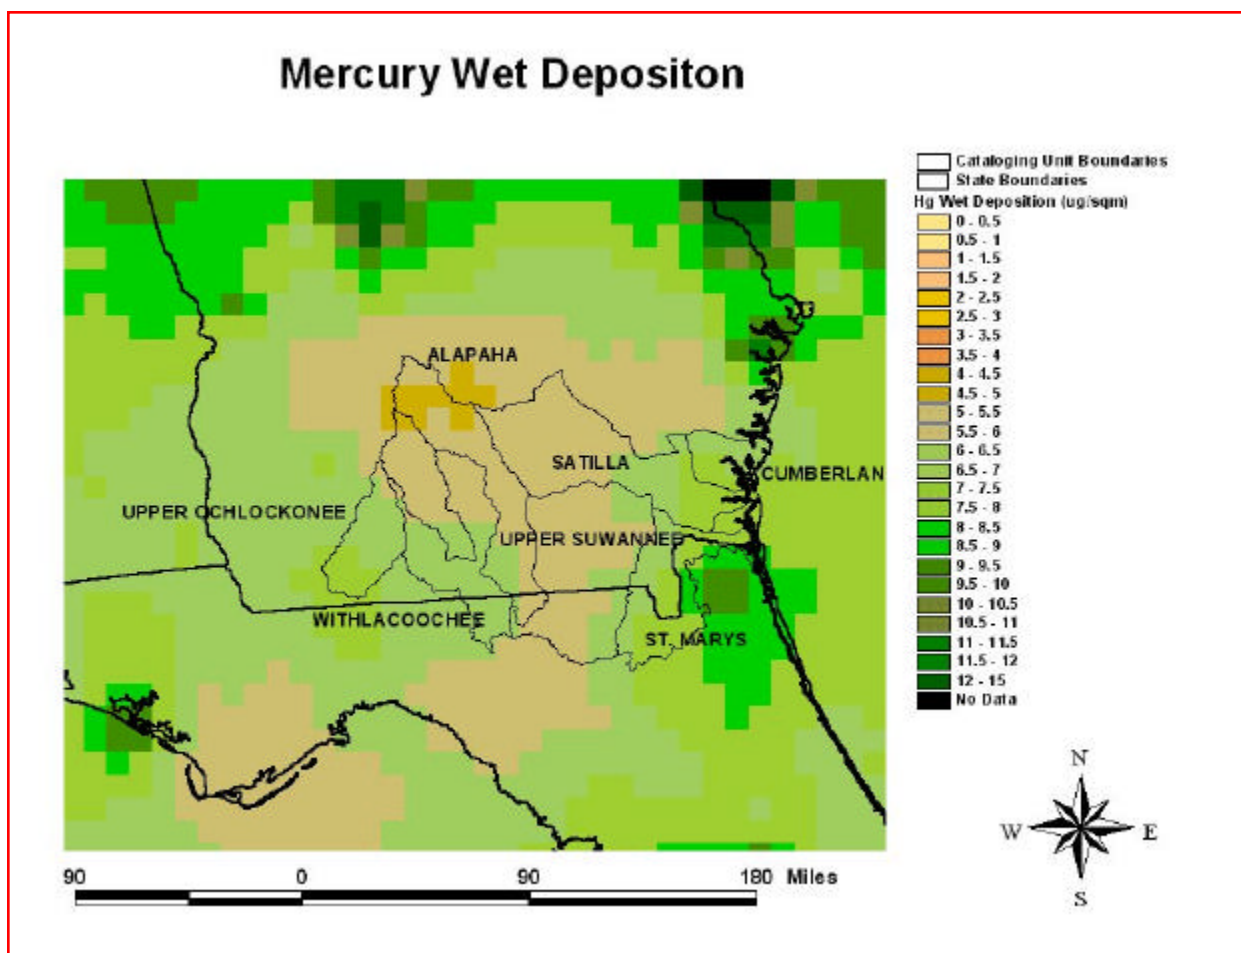 Mercury Wet Depositon
Cataloging Unit Boundaries
State Boundaries
Hg Wet Deposition (ug/sqm)
0 - 0.5
0.5 - 1
1 - 1.5
1.5 - 2
2 - 2.5
2.5 - 3
3 - 3.5
3.5 - 4
4 - 4.5
4.5 - 5
5 - 5.5
5.5 - 6
6 - 6.5
6.5 - 7
7 - 7.5
7.5 - 8
8 - 8.5
8.5 - 9
9 - 9.5
9.5 - 10
10 - 10.5
10.5 - 11
11 - 11.5
11.5 - 12
12 - 15
No Data
ALAPAHA
SATILLA
CUMBERLAN
UPPER OCHLOCKONEE
UPPER SUWANNEE
WITHLACOOCHEE
ST. MARYS
N
W E
S
90 0 90 180 Miles